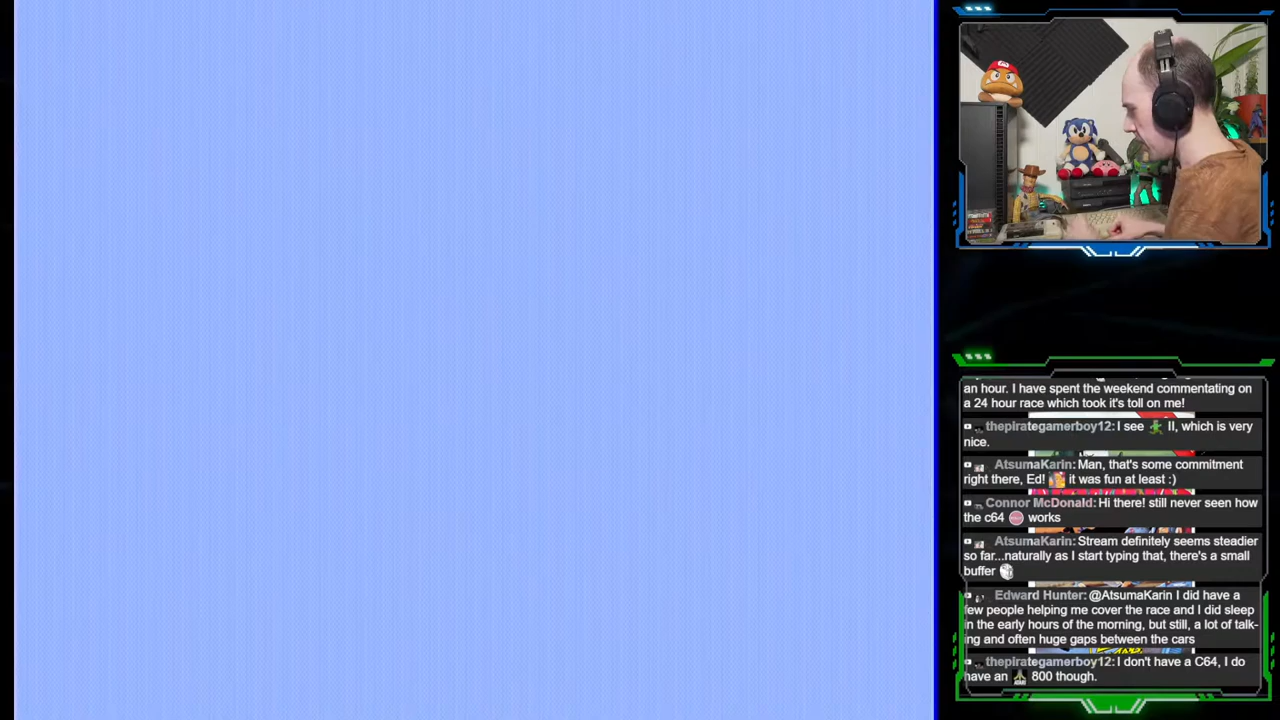 an hour. I have spent the weekend commentating on
a 24 hour race which took it's toll on me!
thepirategamerboy12: I see II, which is very
nice.
AtsumaKarin: Man, that's some commitment
right there, Ed! it was fun at least :)
Connor McDonald: Hi there! still never seen how
the c64 works
AtsumaKarin: Stream definitely seems steadier
so far...naturally as I start typing that, there's a small
buffer
Edward Hunter: @AtsumaKarin I did have a
few people helping me cover the race and I did sleep
in the early hours of the morning, but still, a lot of talk-
ing and often huge gaps between the cars
thepirategamerboy12: I don't have a C64, I do
have an 800 though.